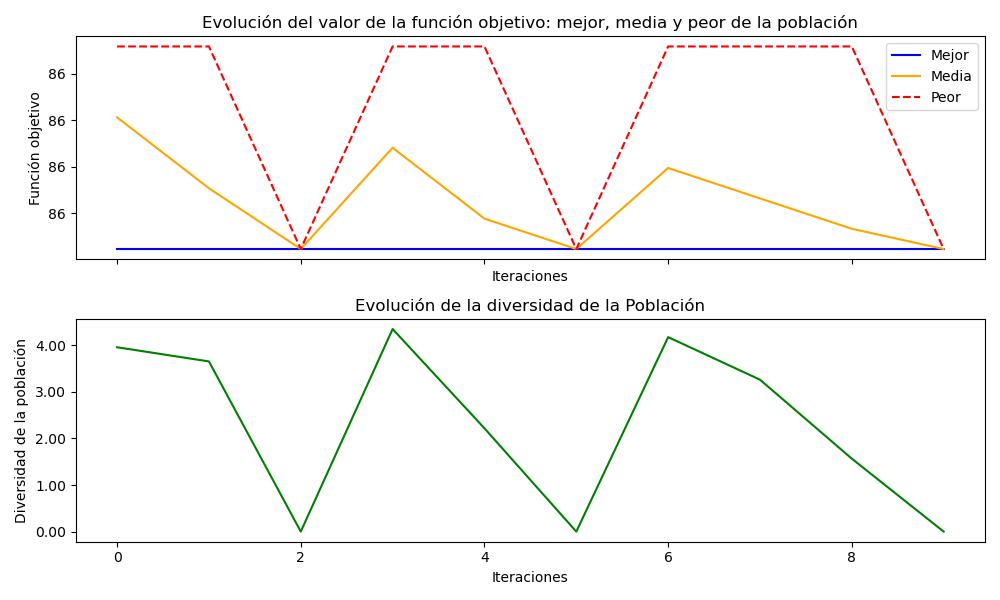 Evolución del valor de la función objetivo: mejor, media y peor de la población
Función objetivo
86
86
86
86
Mejor
Media
Peor
Iteraciones
Evolución de la diversidad de la Población
Diversidad de la población
4.00
3.00
2.00
1.00
0.00
0 2 4 6 8
Iteraciones